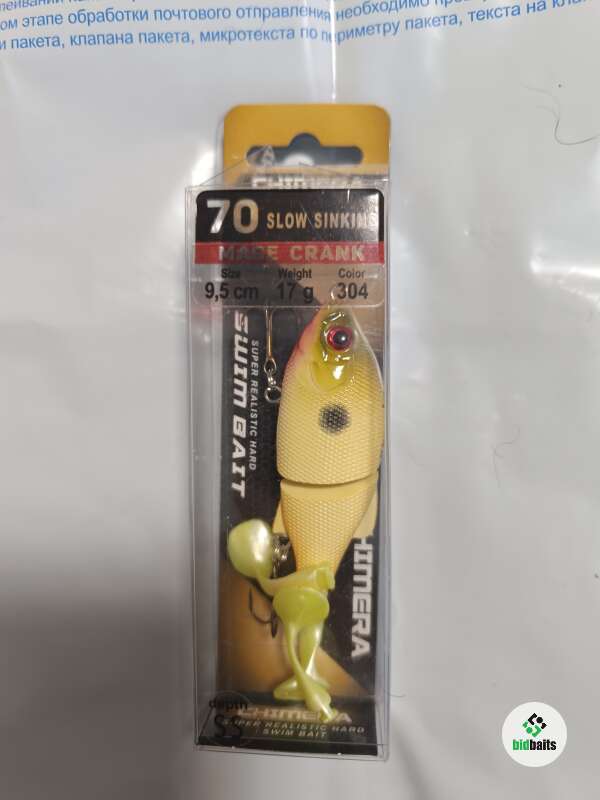 ом этапе обработки почтового отправления необходимо
и пакета, клапана пакета, микротекста по периметру пакета, текста на
CHIMERA
70 SLOW SINKING
MADE CRANK
Size Weight Color
9,5 cm 17 g 304
SWIM BAIT
SUPER REALISTIC HARD
CHIMERA
depth
SS
CHIMERA
SUPER REALISTIC HARD
SWIM BAIT
bidbaits